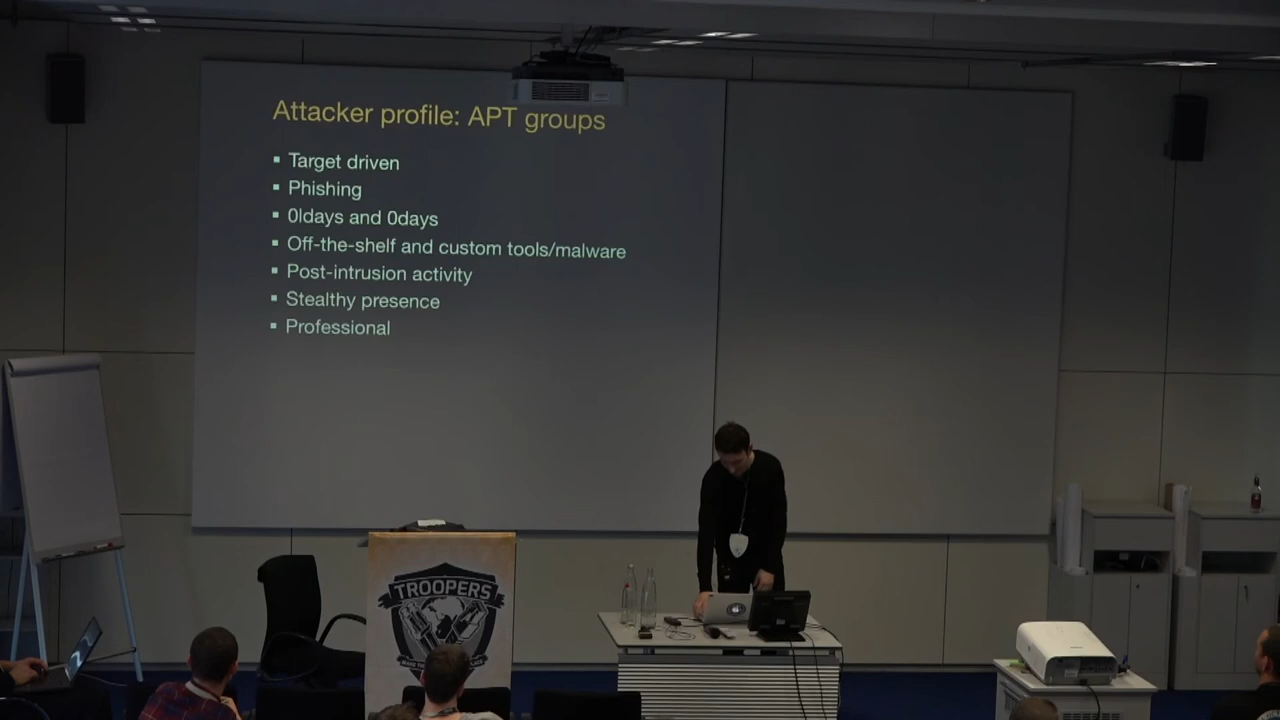 Attacker profile: APT groups
▪ Target driven
▪ Phishing
▪ 0ldays and 0days
▪ Off-the-shelf and custom tools/malware
▪ Post-intrusion activity
▪ Stealthy presence
▪ Professional
TROOPERS